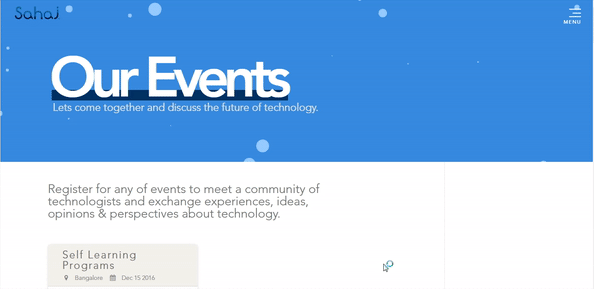 Sahaj
MENU
Our Events
Lets come together and discuss the future of technology.
Register for any of events to meet a community of
technologists and exchange experiences, ideas,
opinions & perspectives about technology.
Self Learning
Programs
Bangalore Dec 15 2016